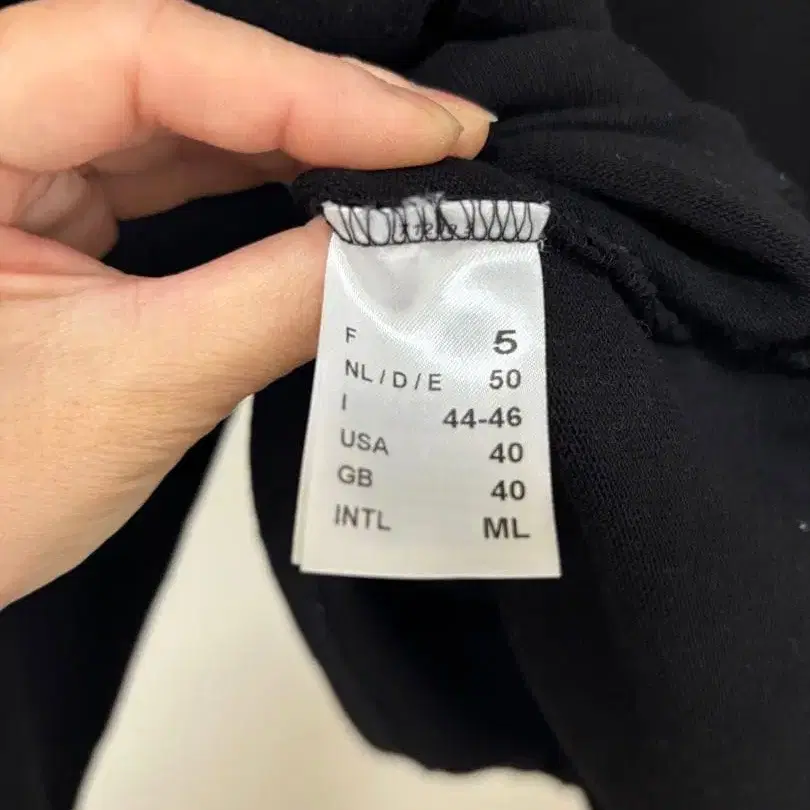 F 5
NL / D / E 50
I 44-46
USA 40
GB 40
INTL ML